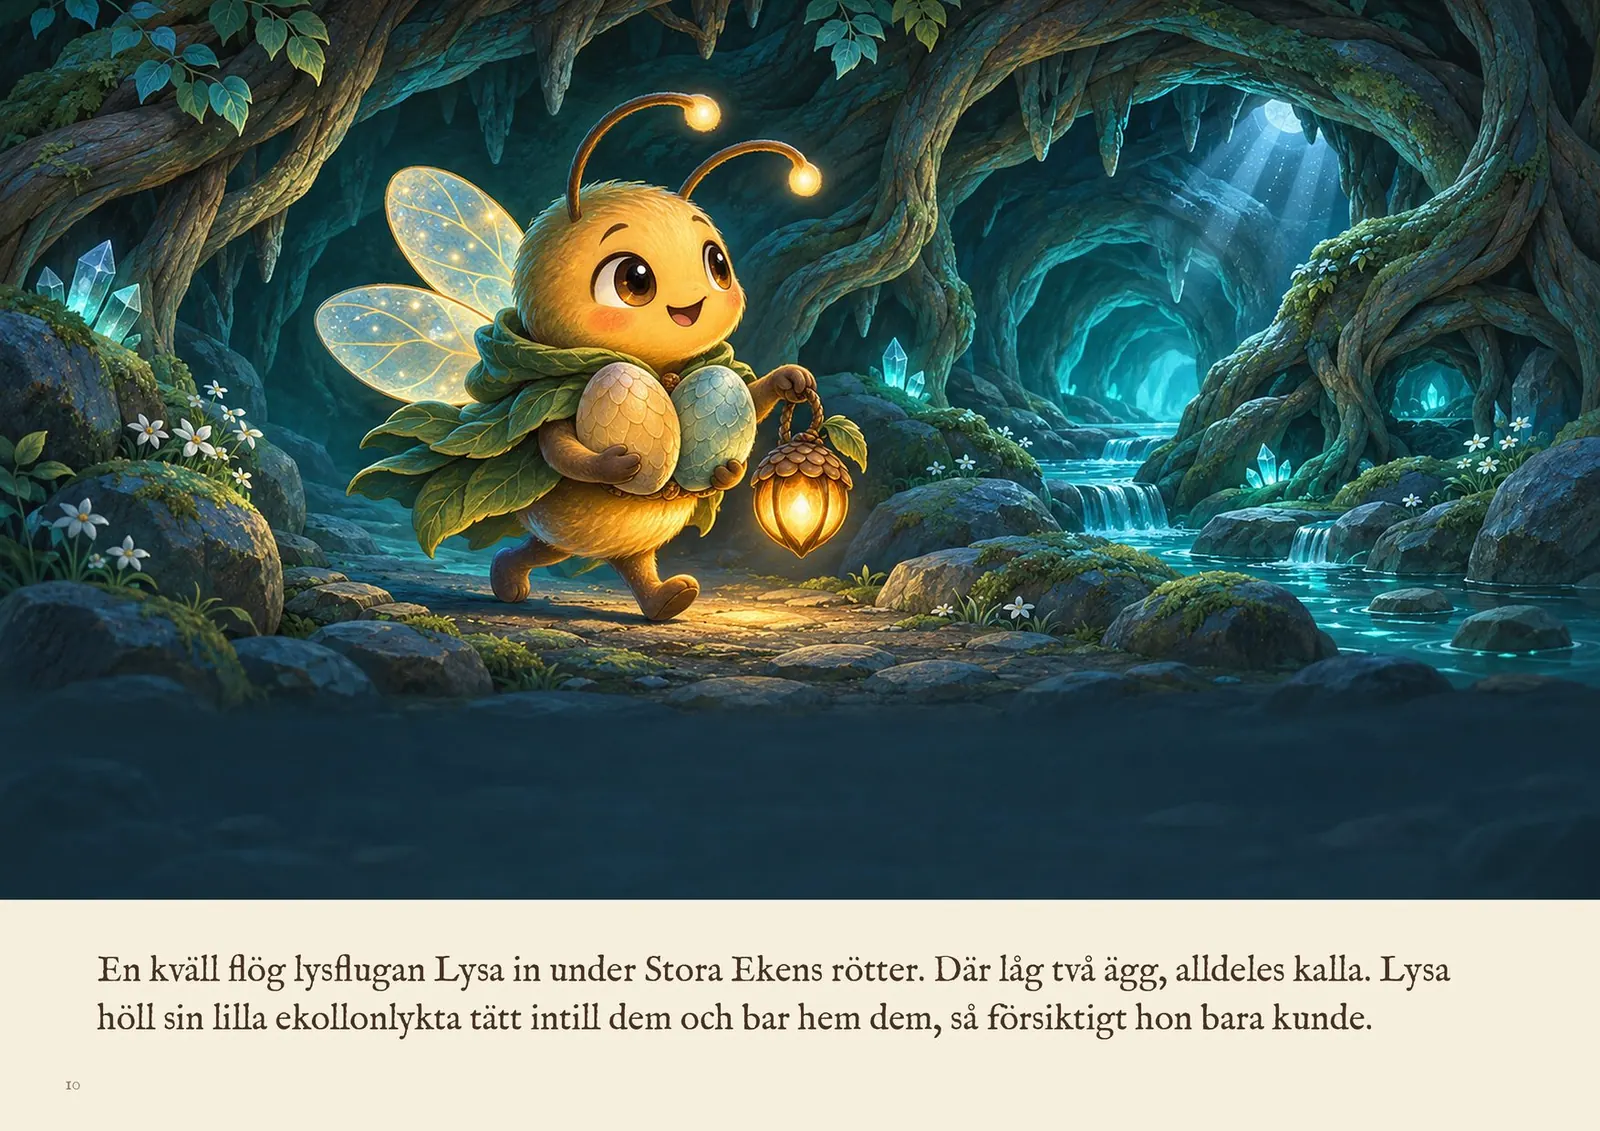 En kväll flög lysflugan Lysa in under Stora Ekens rötter. Där låg två ägg, alldeles kalla. Lysa
höll sin lilla ekollonlykta tätt intill dem och bar hem dem, så försiktigt hon bara kunde.
10